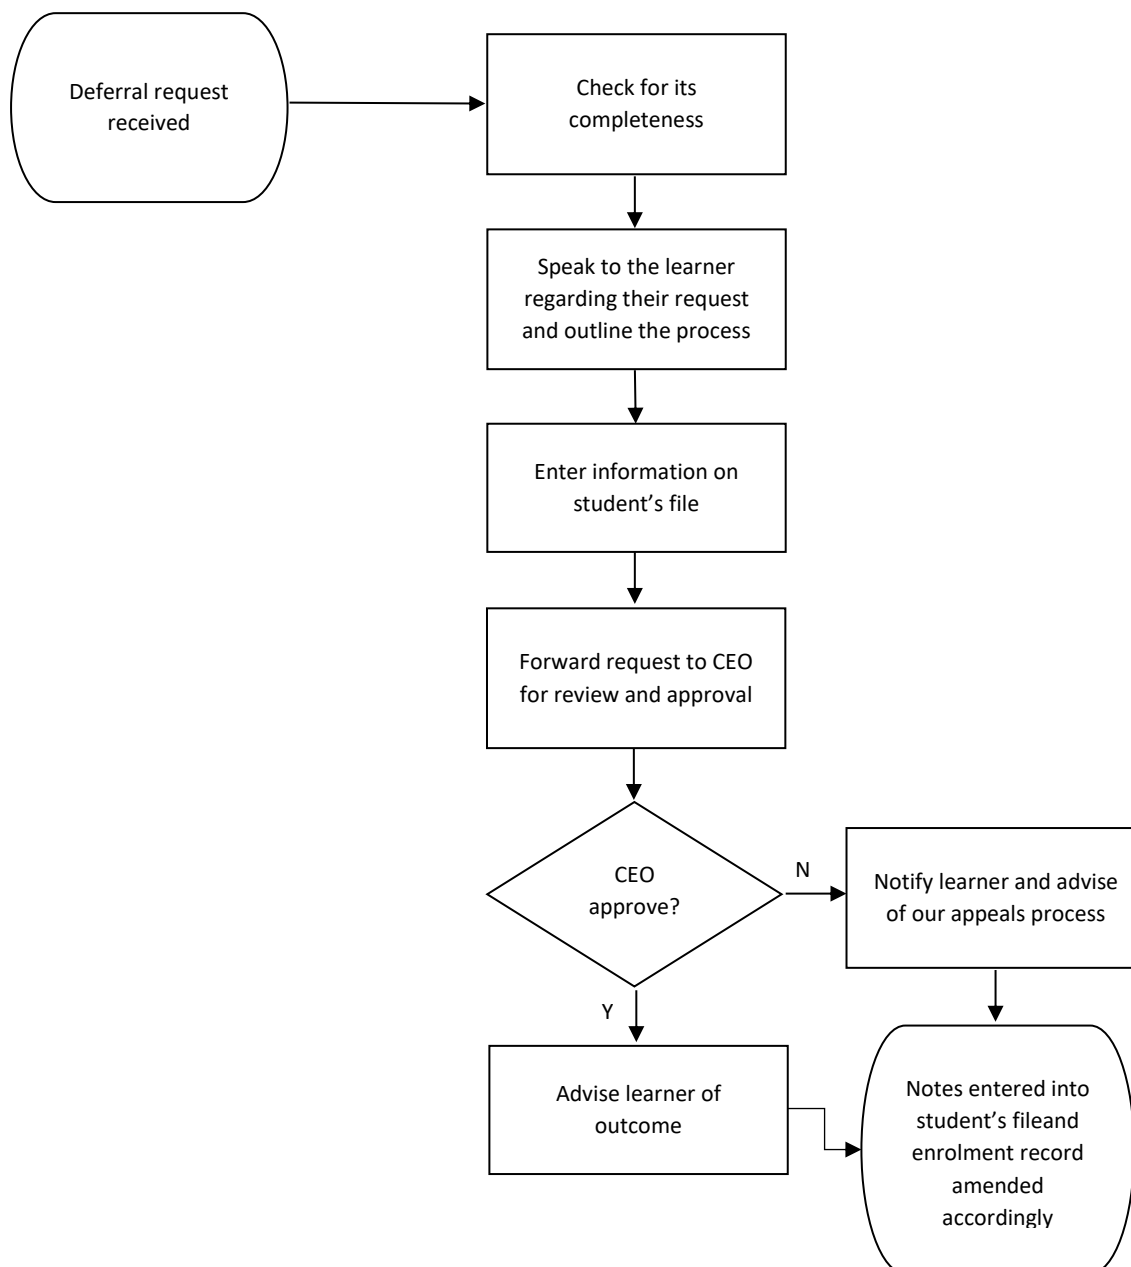 Deferral request
received
Check for its
completeness
Speak to the learner
regarding their request
and outline the process
Enter information on
student’s file
Forward request to CEO
for review and approval
CEO
approve?
N
Notify learner and advise
of our appeals process
Y
Advise learner of
outcome
Notes entered into
student’s fileand
enrolment record
amended
accordingly